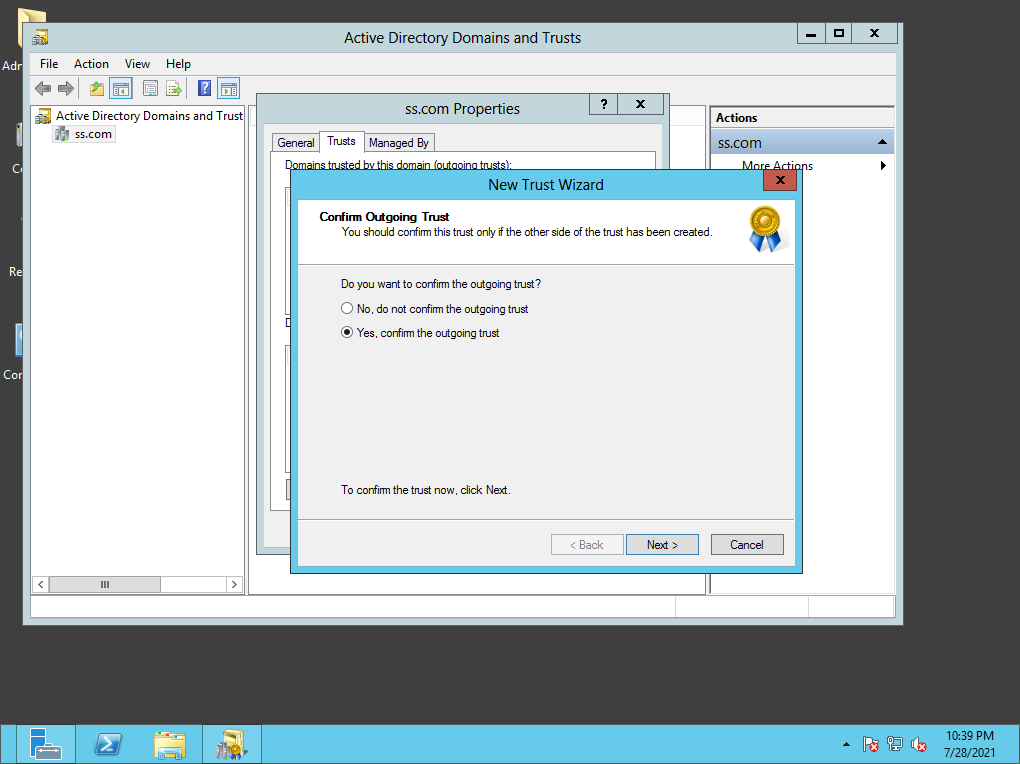 Active Directory Domains and Trusts
File Action View Help
Active Directory Domains and Trust
ss.com
ss.com Properties
?
General Trusts Managed By
Domains trusted by this domain (outgoing trusts):
Actions
ss.com
More Actions
New Trust Wizard
Confirm Outgoing Trust
You should confirm this trust only if the other side of the trust has been created.
Do you want to confirm the outgoing trust?
No, do not confirm the outgoing trust
Yes, confirm the outgoing trust
To confirm the trust now, click Next.
< Back Next > Cancel
10:39 PM
7/28/2021